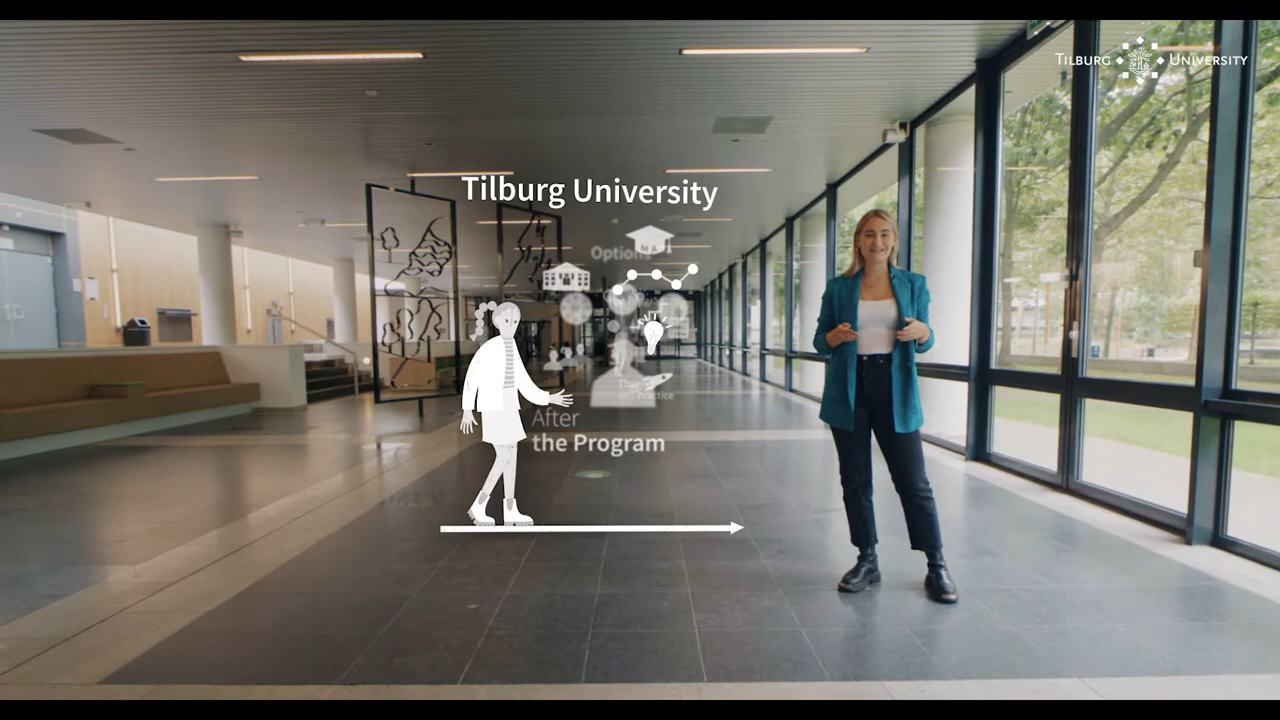 TILBURG UNIVERSITY
Tilburg University
Options
MA
After
the Program